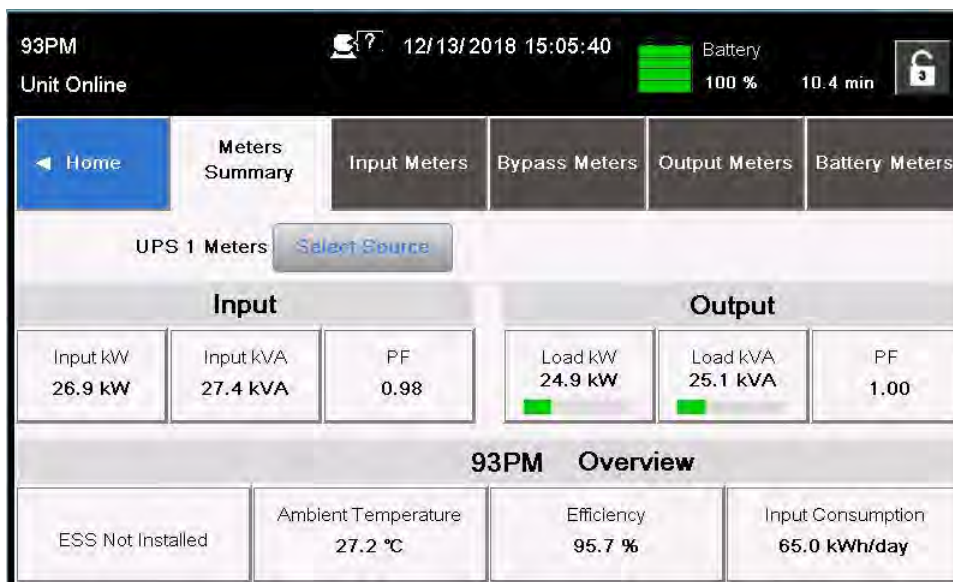 93PM
? 12/13/2018 15:05:40
Battery
Unit Online
100 % 10.4 min
3
◄ Home
Meters
Summary
Input Meters
Bypass Meters
Output Meters
Battery Meters
UPS 1 Meters
Select Source
Input
Output
Input kW
26.9 kW
Input kVA
27.4 kVA
PF
0.98
Load kW
24.9 kW
Load kVA
25.1 kVA
PF
1.00
93PM Overview
ESS Not Installed
Ambient Temperature
27.2 °C
Efficiency
95.7 %
Input Consumption
65.0 kWh/day